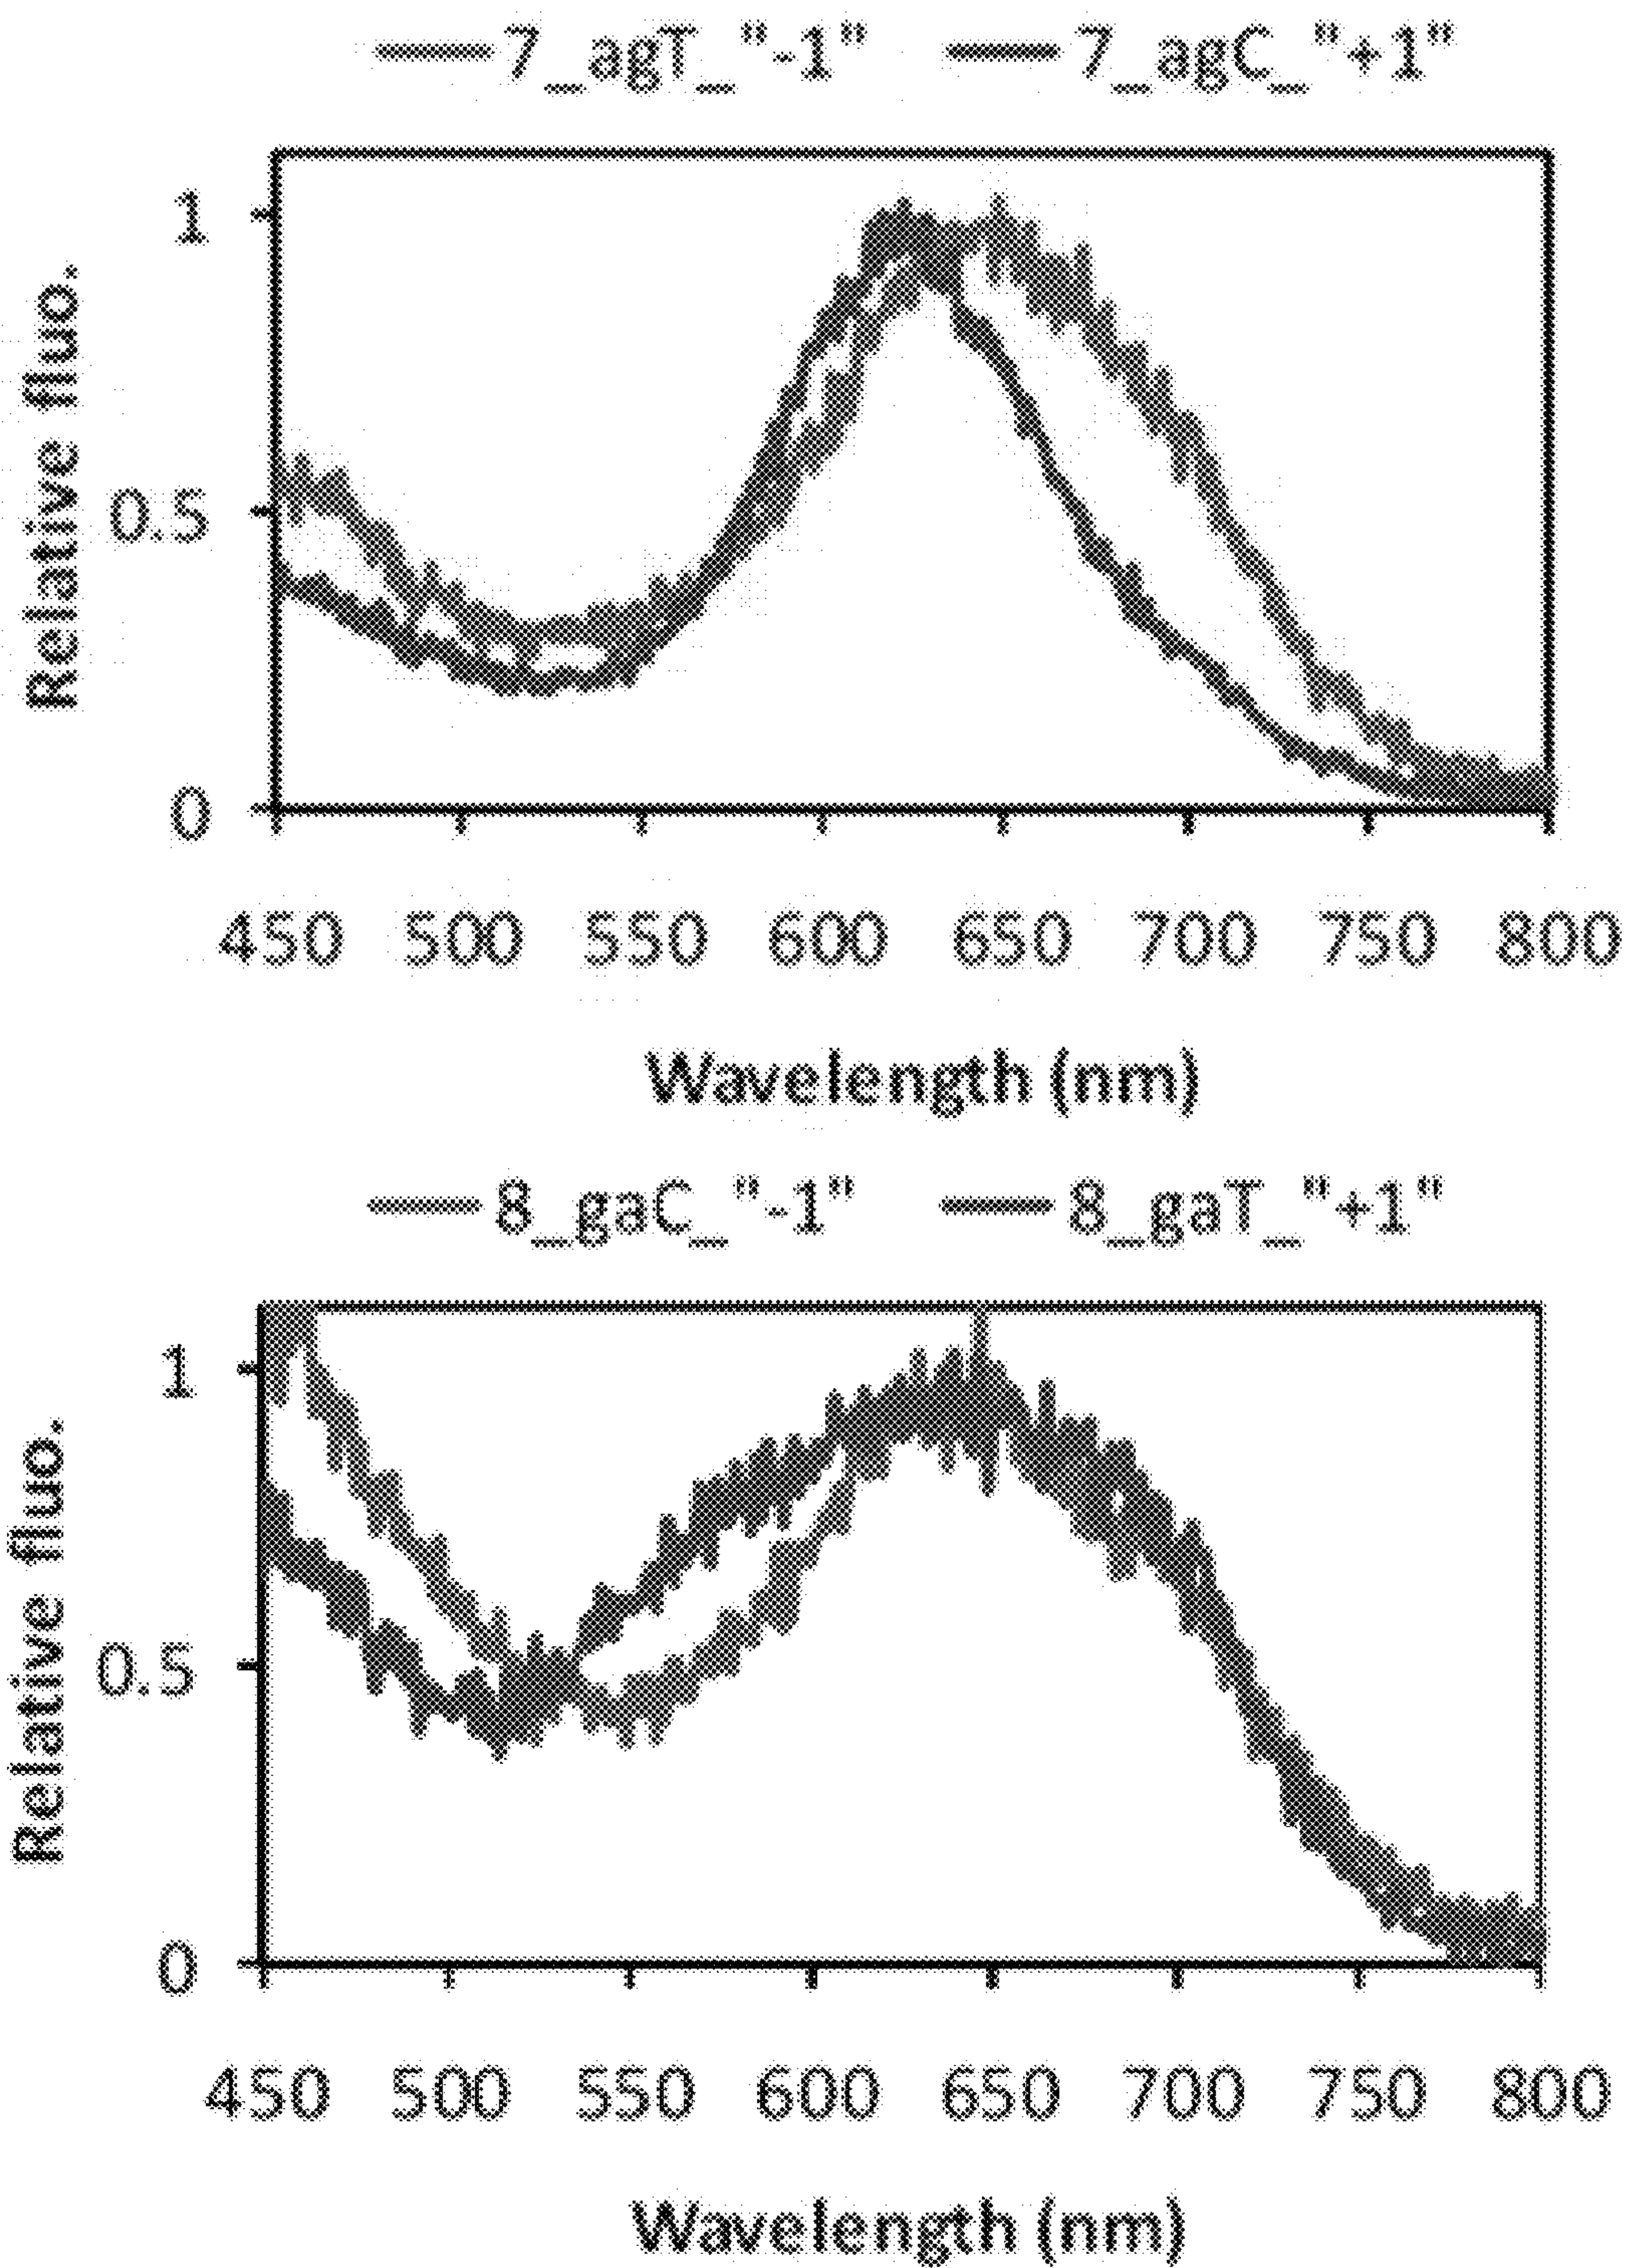 7_agT_"-1" 7_agC_"+1"
1
0.5
0
Relative fluo.
450 500 550 600 650 700 750 800
Wavelength (nm)
8_gaC_"-1" 8_gaT_"+1"
1
0.5
0
Relative fluo.
450 500 550 600 650 700 750 800
Wavelength (nm)